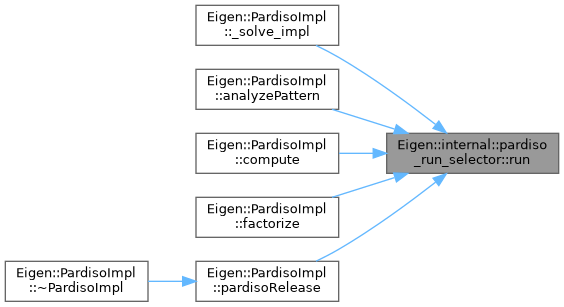 Eigen::PardisoImpl
::_solve_impl
Eigen::PardisoImpl
::analyzePattern
Eigen::internal::pardiso
_run_selector::run
Eigen::PardisoImpl
::compute
Eigen::PardisoImpl
::factorize
Eigen::PardisoImpl
::~PardisoImpl
Eigen::PardisoImpl
::pardisoRelease